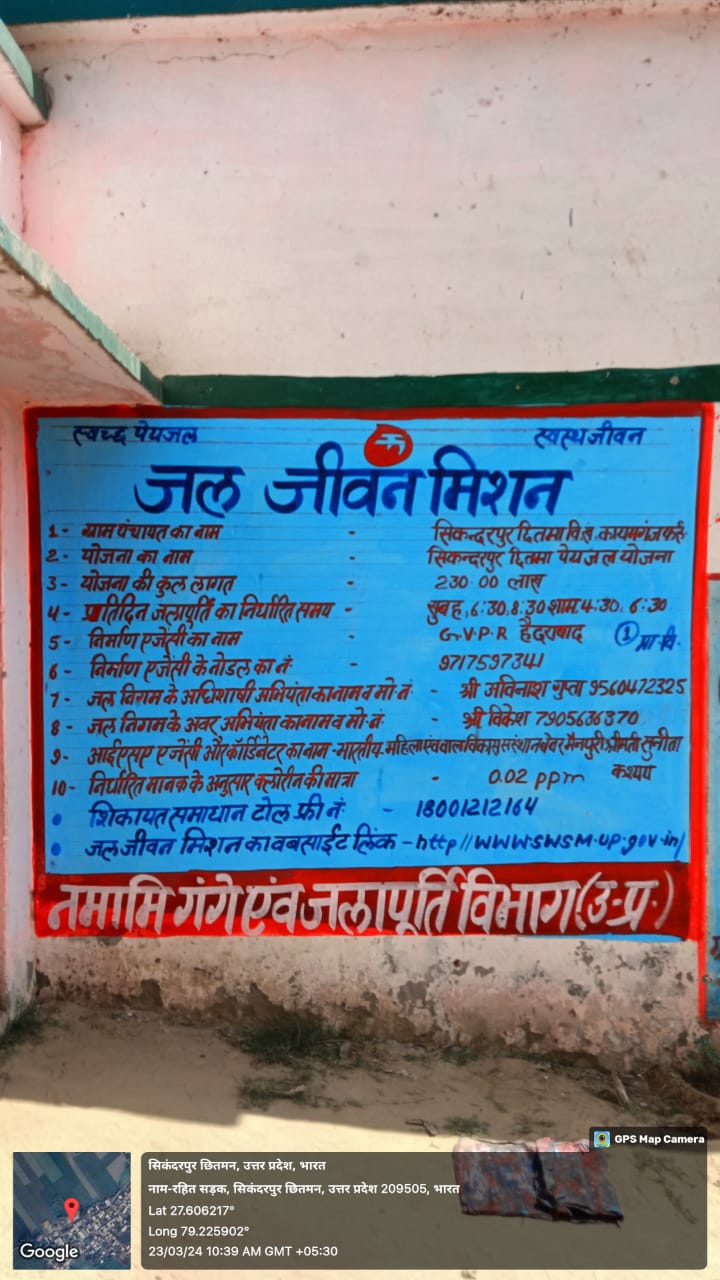 स्वच्छ पेयजल स्वस्थ जीवन
जल जीवन मिशन
1- ग्राम पंचायत का नाम - सिकन्दरपुर दितमा वि.ख. कायमगंज फर्रु.
2- योजना का नाम - सिकन्दरपुर दितमा पेयजल योजना
3- योजना की कुल लागत - 230.00 लाख
4- प्रतिदिन जलापूर्ति का निर्धारित समय - सुबह, 6:30, 8:30 शाम 4:30, 6:30
5- निर्माण एजेंसी का नाम - G.V.P.R हैदराबाद ① प्रा.वि.
6- निर्माण एजेंसी के नोडल का नं. - 9717597341
7- जल निगम के अधिशाषी अभियंता का नाम व मो. नं. - श्री अविनाश गुप्ता 9560472325
8- जल निगम के अवर अभियंता का नाम व मो. नं. - श्री विकेश 7905636370
9- आईएसए एजेंसी और कॉर्डिनेटर का नाम - भारतीय महिला एवं बाल विकास संस्थान बेवर मैनपुरी श्रीमती सुनीता
कश्यप
10- निर्धारित मानक के अनुसार क्लोरीन की मात्रा - 0.02 ppm
• शिकायत समाधान टोल फ्री नं. - 18001212164
• जल जीवन मिशन का वबसाईट लिंक - http//www.swsm.up.gov.in/
नमामि गंगे एंव जलापूर्ति विभाग (उ.प्र.)
GPS Map Camera
सिकंदरपुर छितमन, उत्तर प्रदेश, भारत
नाम-रहित सड़क, सिकंदरपुर छितमन, उत्तर प्रदेश 209505, भारत
Lat 27.606217°
Long 79.225902°
23/03/24 10:39 AM GMT +05:30
Google